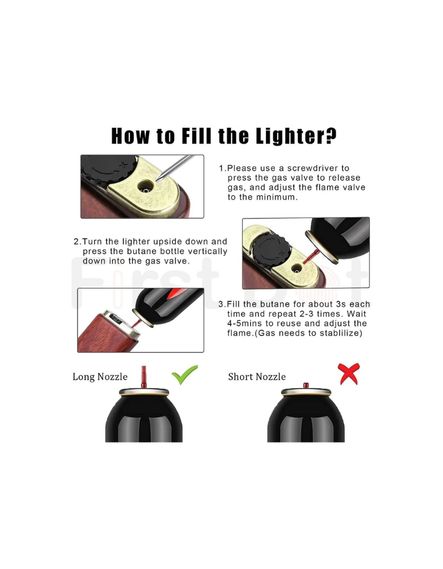 How to Fill the Lighter?
1.Please use a screwdriver to
press the gas valve to release
gas, and adjust the flame valve
to the minimum.
2.Turn the lighter upside down and
press the butane bottle vertically
down into the gas valve.
3.Fill the butane for about 3s each
time and repeat 2-3 times. Wait
4-5mins to reuse and adjust the
flame.(Gas needs to stablilize)
Long Nozzle
Short Nozzle